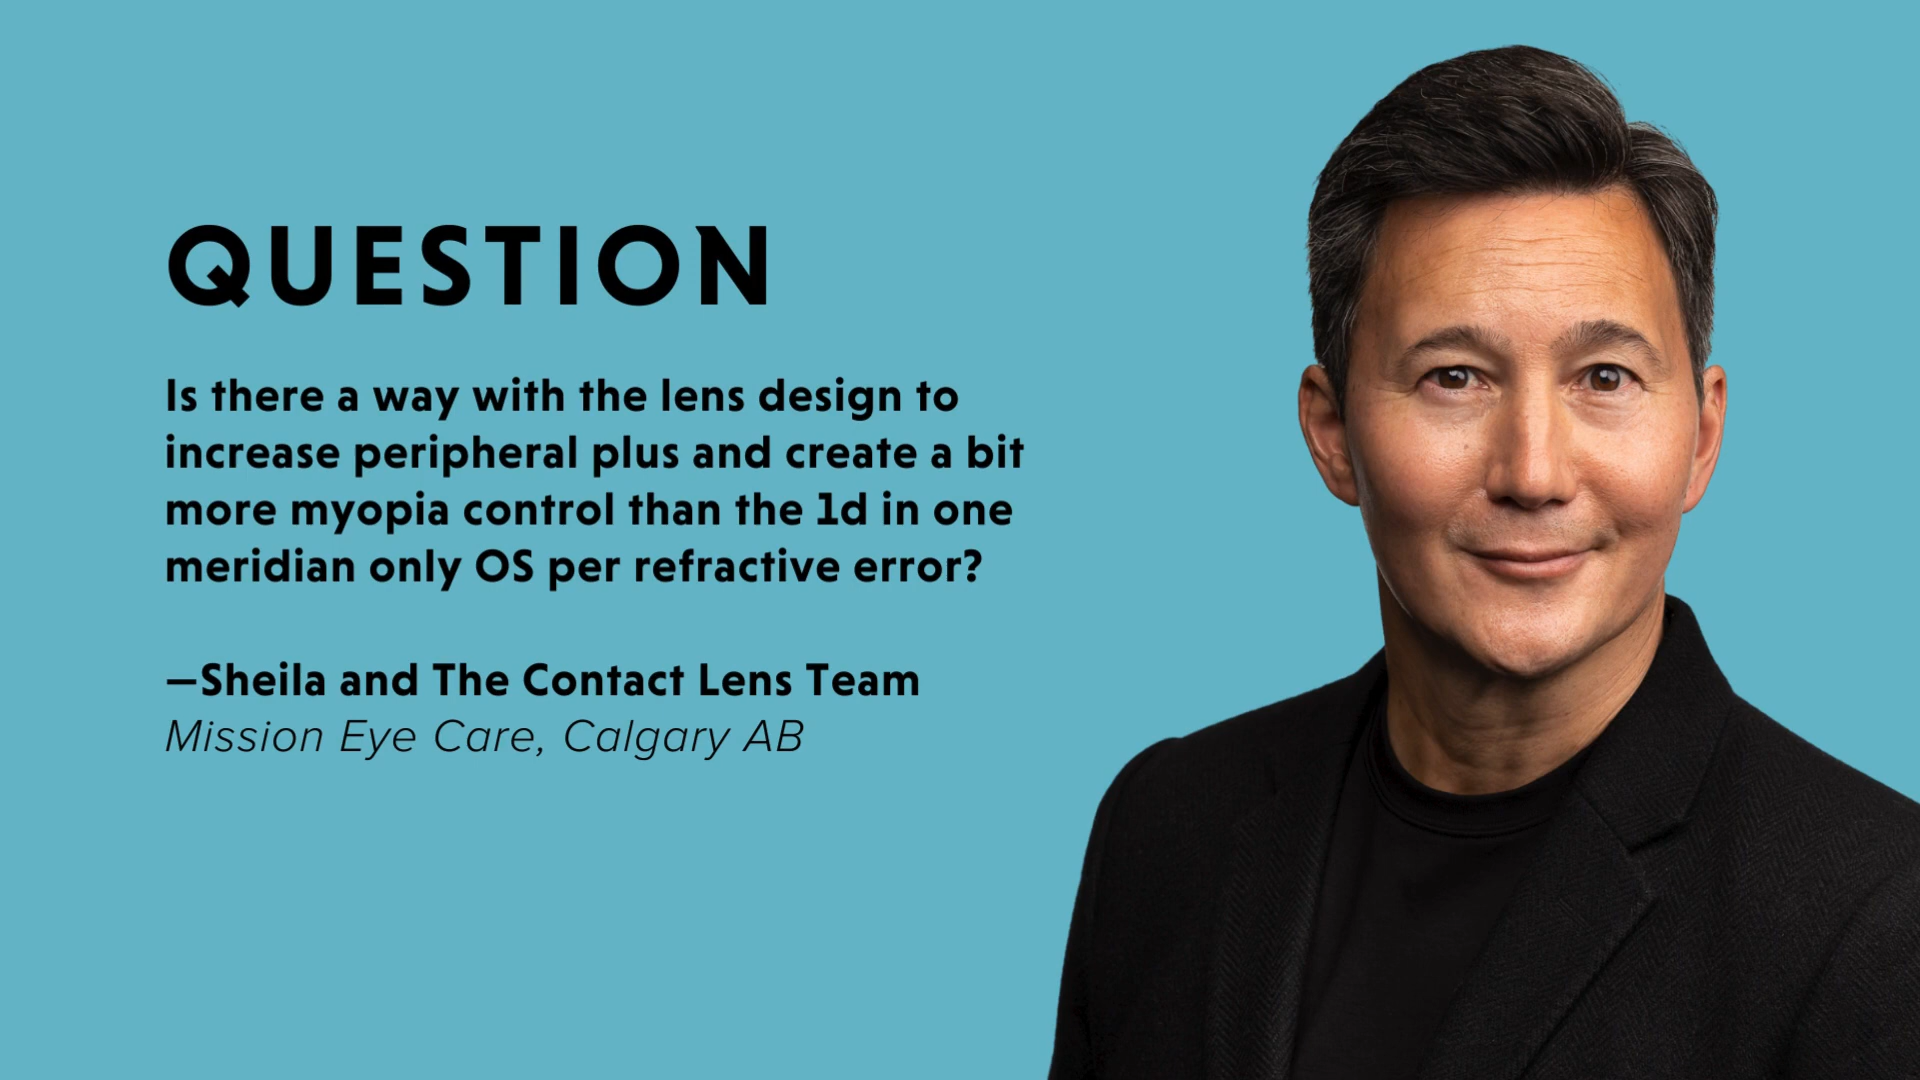 QUESTION
Is there a way with the lens design to
increase peripheral plus and create a bit
more myopia control than the 1d in one
meridian only OS per refractive error?
—Sheila and The Contact Lens Team
Mission Eye Care, Calgary AB